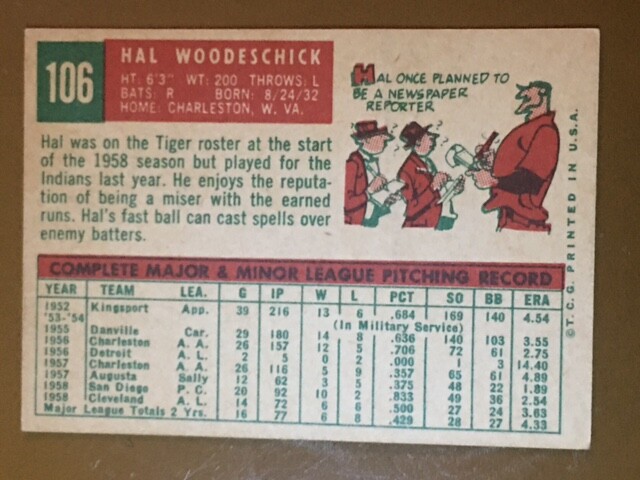 106
HAL WOODESCHICK
HT: 6'3" WT: 200 THROWS: L
BATS: R BORN: 8/24/32
HOME: CHARLESTON, W. VA.
HAL ONCE PLANNED TO
BE A NEWSPAPER
REPORTER
Hal was on the Tiger roster at the start
of the 1958 season but played for the
Indians last year. He enjoys the reputa-
tion of being a miser with the earned
runs. Hal's fast ball can cast spells over
enemy batters.
COMPLETE MAJOR & MINOR LEAGUE PITCHING RECORD
YEAR TEAM LEA. G IP W L PCT SO BB ERA
1952 Kingsport App. 39 216 13 6 .684 169 140 4.54
'53-'54 (In Military Service)
1955 Danville Car. 29 180 14 8 .636 140 103 3.55
1956 Charleston A. A. 26 157 12 5 .706 72 61 2.75
1956 Detroit A. L. 2 5 0 2 .000 1 3 14.40
1957 Charleston A. A. 26 116 5 9 .357 65 61 4.89
1957 Augusta Sally 12 62 3 5 .375 48 22 1.89
1958 San Diego P. C. 20 92 10 2 .833 49 36 2.54
1958 Cleveland A. L. 14 72 6 6 .500 27 24 3.63
Major League Totals 2 Yrs. 16 77 6 8 .429 28 27 4.33
© T. C. G. PRINTED IN U.S.A.